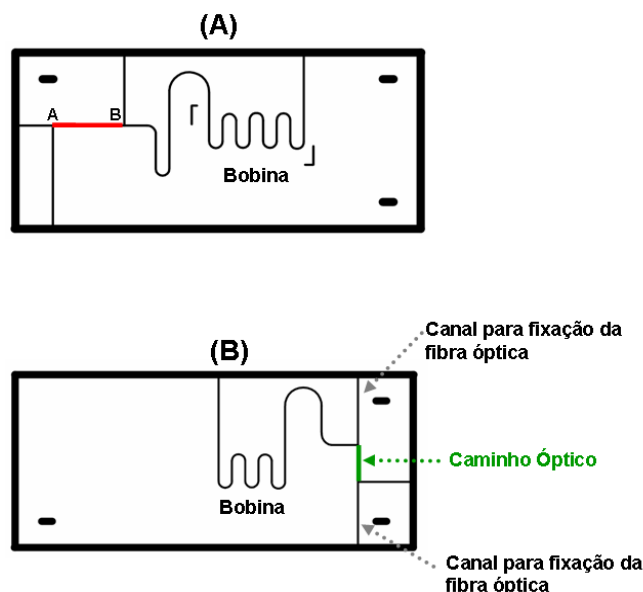 (A)
A
B
Bobina
Canal para fixação da
fibra óptica
(B)
Caminho Óptico
Bobina
Canal para fixação da
fibra óptica